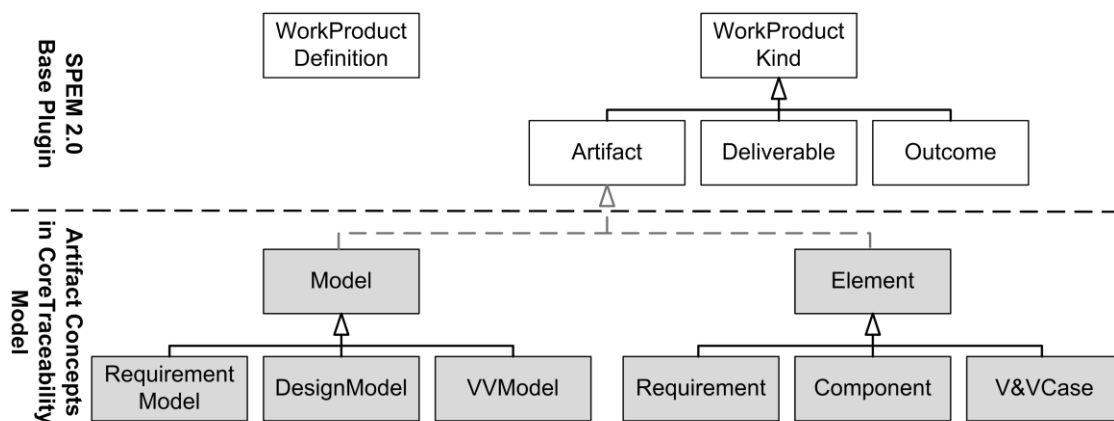 SPEM 2.0
Base Plugin
WorkProduct
Definition
WorkProduct
Kind
Artifact
Deliverable
Outcome
Artifact Concepts
in CoreTraceability
Model
Model
Element
Requirement
Model
DesignModel
VVModel
Requirement
Component
V&VCase